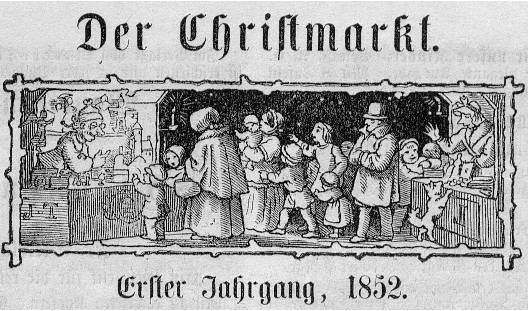 Der Chriſtmarkt.
Erſter Jahrgang, 1852.